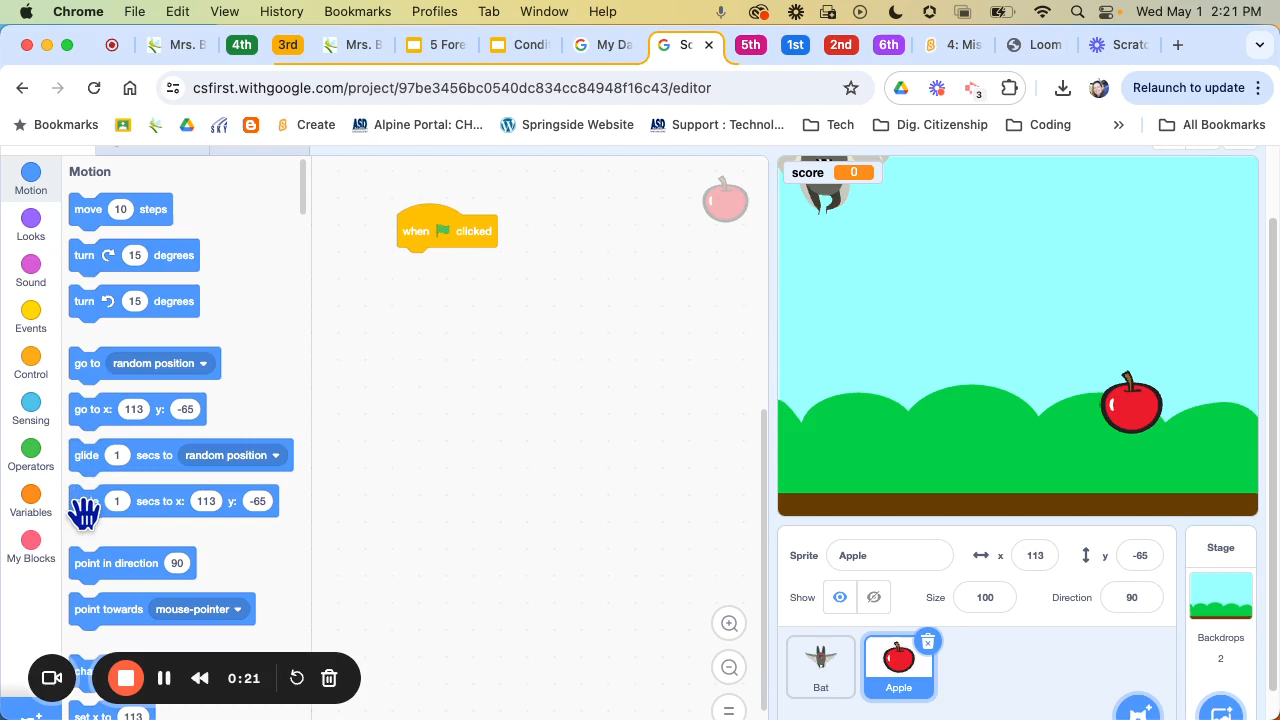 Chrome File Edit View History Bookmarks Profiles Tab Window Help Wed May 1 2:21 PM
Mrs. B 4th 3rd Mrs. B 5 Fore Condi My Da Sc 5th 1st 2nd 6th 4: Mis Loom Scratc
csfirst.withgoogle.com/project/97be3456bc0540dc834cc84948f16c43/editor 3 Relaunch to update
Bookmarks Create ASD Alpine Portal: CH... Springside Website ASD Support : Technol... Tech Dig. Citizenship Coding All Bookmarks
Motion
Looks
Sound
Events
Control
Sensing
Operators
Variables
My Blocks
Motion
move 10 steps
turn 15 degrees
turn 15 degrees
go to random position
go to x: 113 y: -65
glide 1 secs to random position
1 secs to x: 113 y: -65
point in direction 90
point towards mouse-pointer
set x to 113
0:21
when clicked
score 0
Sprite Apple x 113 y -65
Show Size 100 Direction 90
Bat
Apple
Stage
Backdrops
2